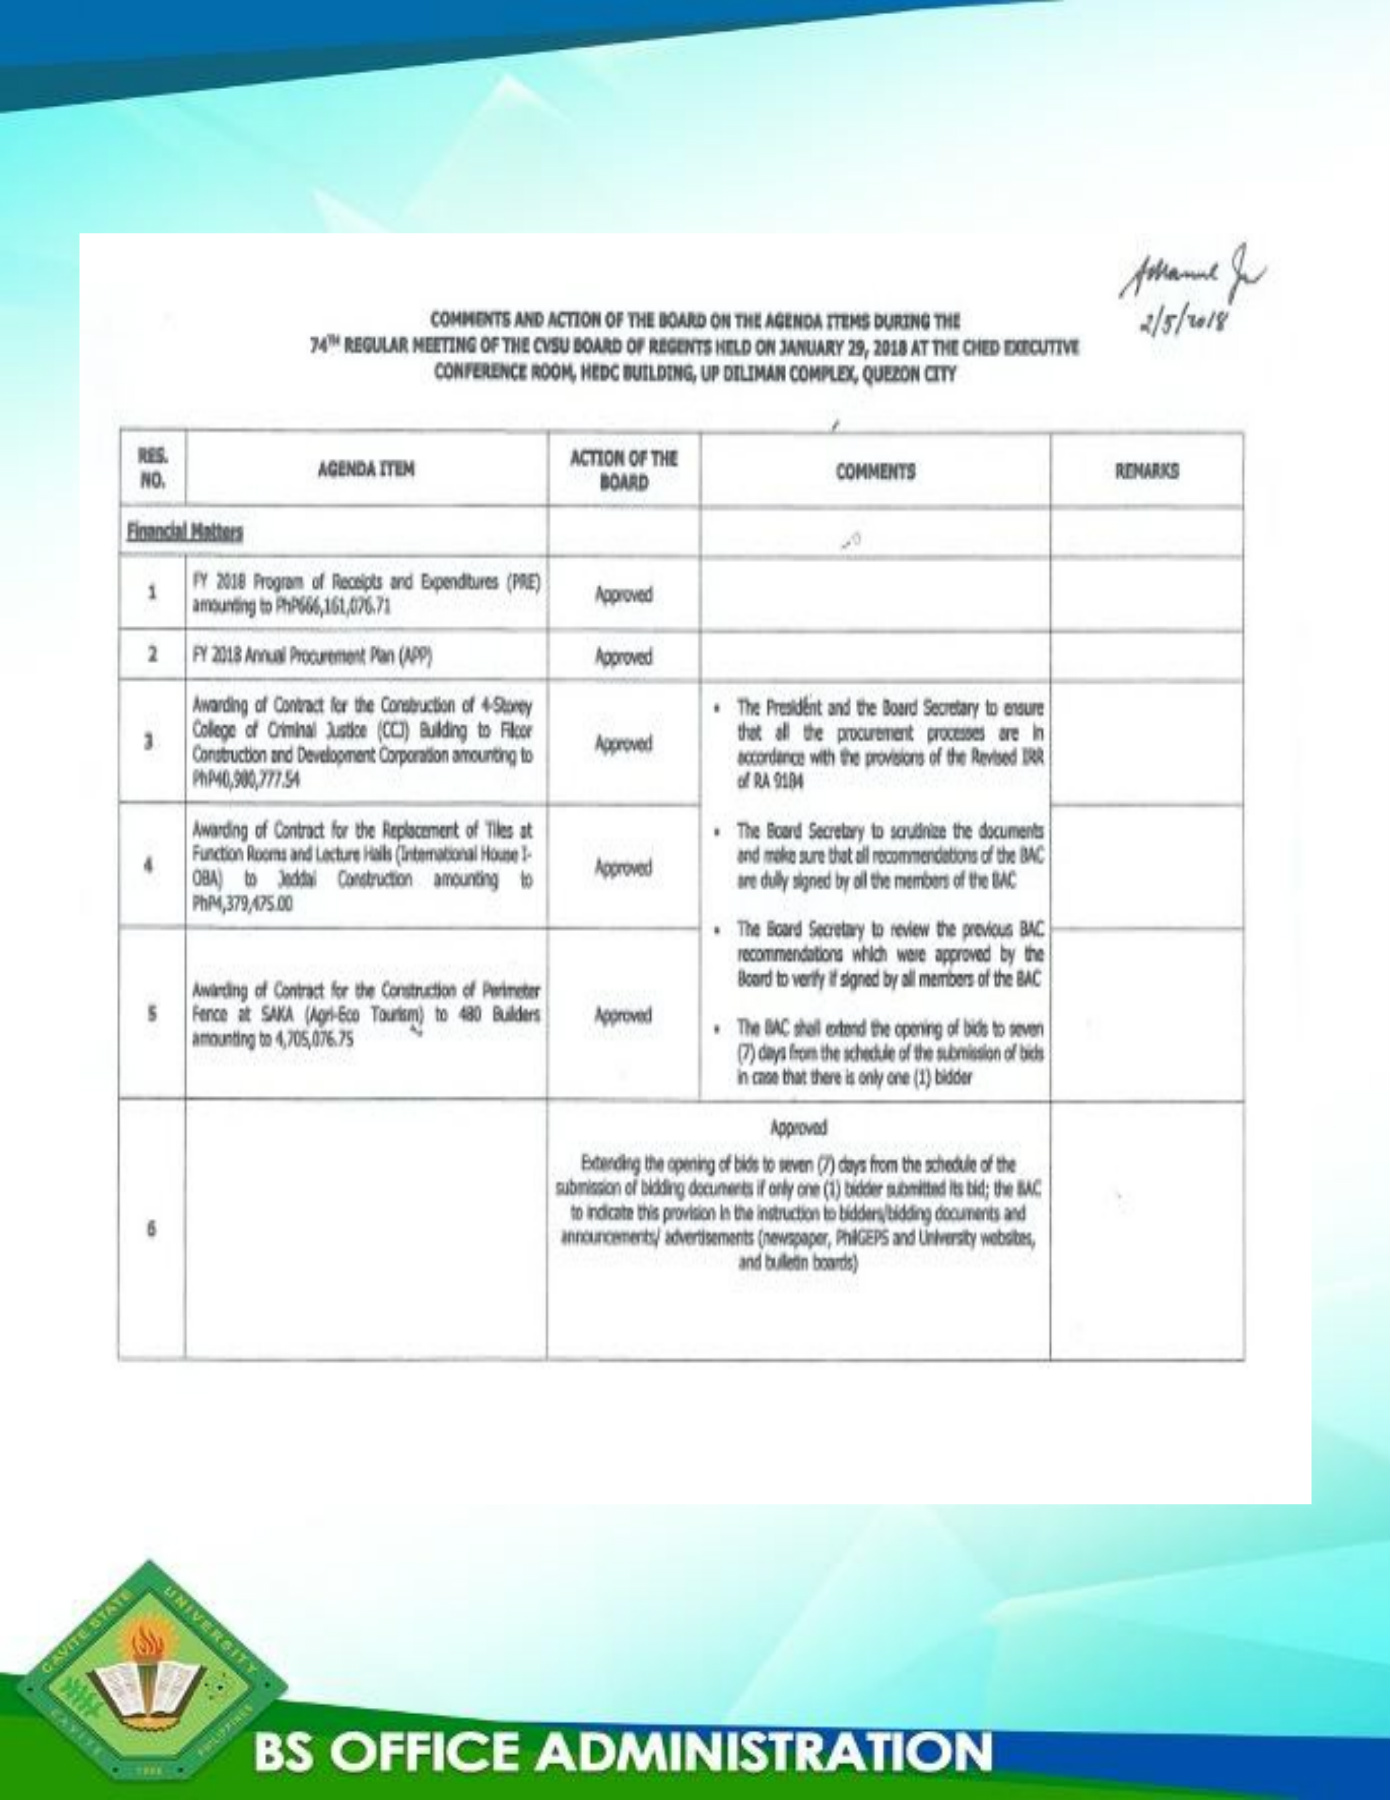 2/5/2018
COMMENTS AND ACTION OF THE BOARD ON THE AGENDA ITEMS DURING THE
74TH REGULAR MEETING OF THE CVSU BOARD OF REGENTS HELD ON JANUARY 29, 2018 AT THE CHED EXECUTIVE
CONFERENCE ROOM, HEDC BUILDING, UP DILIMAN COMPLEX, QUEZON CITY
RES. NO.
AGENDA ITEM
ACTION OF THE BOARD
COMMENTS
REMARKS
Financial Matters
1
FY 2018 Program of Receipts and Expenditures (PRE)
amounting to PhP666,161,076.71
Approved
2
FY 2018 Annual Procurement Plan (APP)
Approved
3
Awarding of Contract for the Construction of 4-Storey
College of Criminal Justice (CCJ) Building to Filcor
Construction and Development Corporation amounting to
PhP40,980,777.54
Approved
4
Awarding of Contract for the Replacement of Tiles at
Function Rooms and Lecture Halls (International House I-
OBA) to Jeddai Construction amounting to
PhP4,379,475.00
Approved
5
Awarding of Contract for the Construction of Perimeter
Fence at SAKA (Agri-Eco Tourism) to 480 Builders
amounting to 4,705,076.75
Approved
• The President and the Board Secretary to ensure
that all the procurement processes are in
accordance with the provisions of the Revised IRR
of RA 9184
• The Board Secretary to scrutinize the documents
and make sure that all recommendations of the BAC
are dully signed by all the members of the BAC
• The Board Secretary to review the previous BAC
recommendations which were approved by the
Board to verify if signed by all members of the BAC
• The BAC shall extend the opening of bids to seven
(7) days from the schedule of the submission of bids
in case that there is only one (1) bidder
6
Approved
Extending the opening of bids to seven (7) days from the schedule of the
submission of bidding documents if only one (1) bidder submitted its bid; the BAC
to indicate this provision in the instruction to bidders/bidding documents and
announcements/ advertisements (newspaper, PhilGEPS and University websites,
and bulletin boards)
CAVITE STATE UNIVERSITY
CAVITE
PHILIPPINES
1906
BS OFFICE ADMINISTRATION